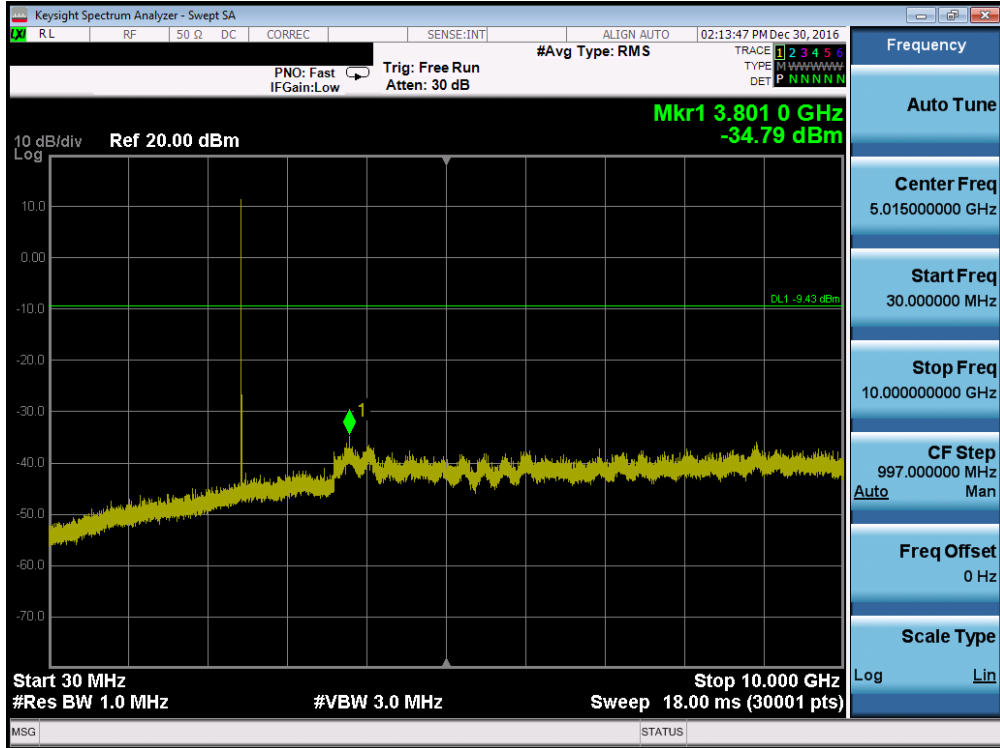 Keysight Spectrum Analyzer - Swept SA
LXI RL RF 50 Ω DC CORREC SENSE:INT ALIGN AUTO 02:13:47 PM Dec 30, 2016
#Avg Type: RMS TRACE 1 2 3 4 5 6
PNO: Fast Trig: Free Run TYPE M WWWWW
IFGain:Low Atten: 30 dB DET P N N N N N
Mkr1 3.801 0 GHz
-34.79 dBm
10 dB/div Ref 20.00 dBm
Log
10.0
0.00
DL1 -9.43 dBm
-10.0
-20.0
-30.0
1
-40.0
-50.0
-60.0
-70.0
Start 30 MHz Stop 10.000 GHz
#Res BW 1.0 MHz #VBW 3.0 MHz Sweep 18.00 ms (30001 pts)
MSG STATUS
Frequency
Auto Tune
Center Freq
5.015000000 GHz
Start Freq
30.000000 MHz
Stop Freq
10.000000000 GHz
CF Step
997.000000 MHz
Auto Man
Freq Offset
0 Hz
Scale Type
Log Lin